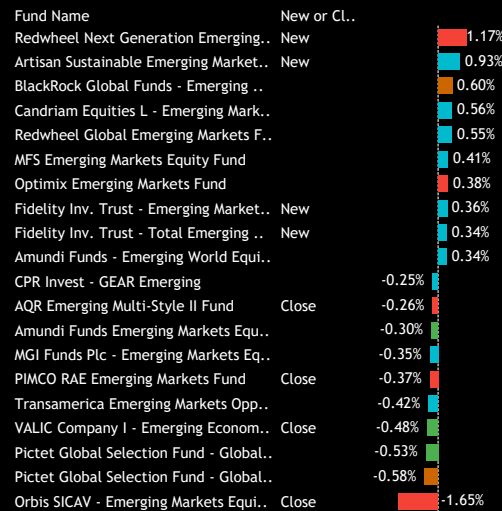 Fund Name New or Cl..
Redwheel Next Generation Emerging.. New 1.17%
Artisan Sustainable Emerging Market.. New 0.93%
BlackRock Global Funds - Emerging .. 0.60%
Candriam Equities L - Emerging Mark.. 0.56%
Redwheel Global Emerging Markets F.. 0.55%
MFS Emerging Markets Equity Fund 0.41%
Optimix Emerging Markets Fund 0.38%
Fidelity Inv. Trust - Emerging Market.. New 0.36%
Fidelity Inv. Trust - Total Emerging .. New 0.34%
Amundi Funds - Emerging World Equi.. 0.34%
CPR Invest - GEAR Emerging -0.25%
AQR Emerging Multi-Style II Fund Close -0.26%
Amundi Funds Emerging Markets Equ.. -0.30%
MGI Funds Plc - Emerging Markets Eq.. -0.35%
PIMCO RAE Emerging Markets Fund Close -0.37%
Transamerica Emerging Markets Opp.. -0.42%
VALIC Company I - Emerging Econom.. Close -0.48%
Pictet Global Selection Fund - Global.. -0.53%
Pictet Global Selection Fund - Global.. -0.58%
Orbis SICAV - Emerging Markets Equi.. Close -1.65%